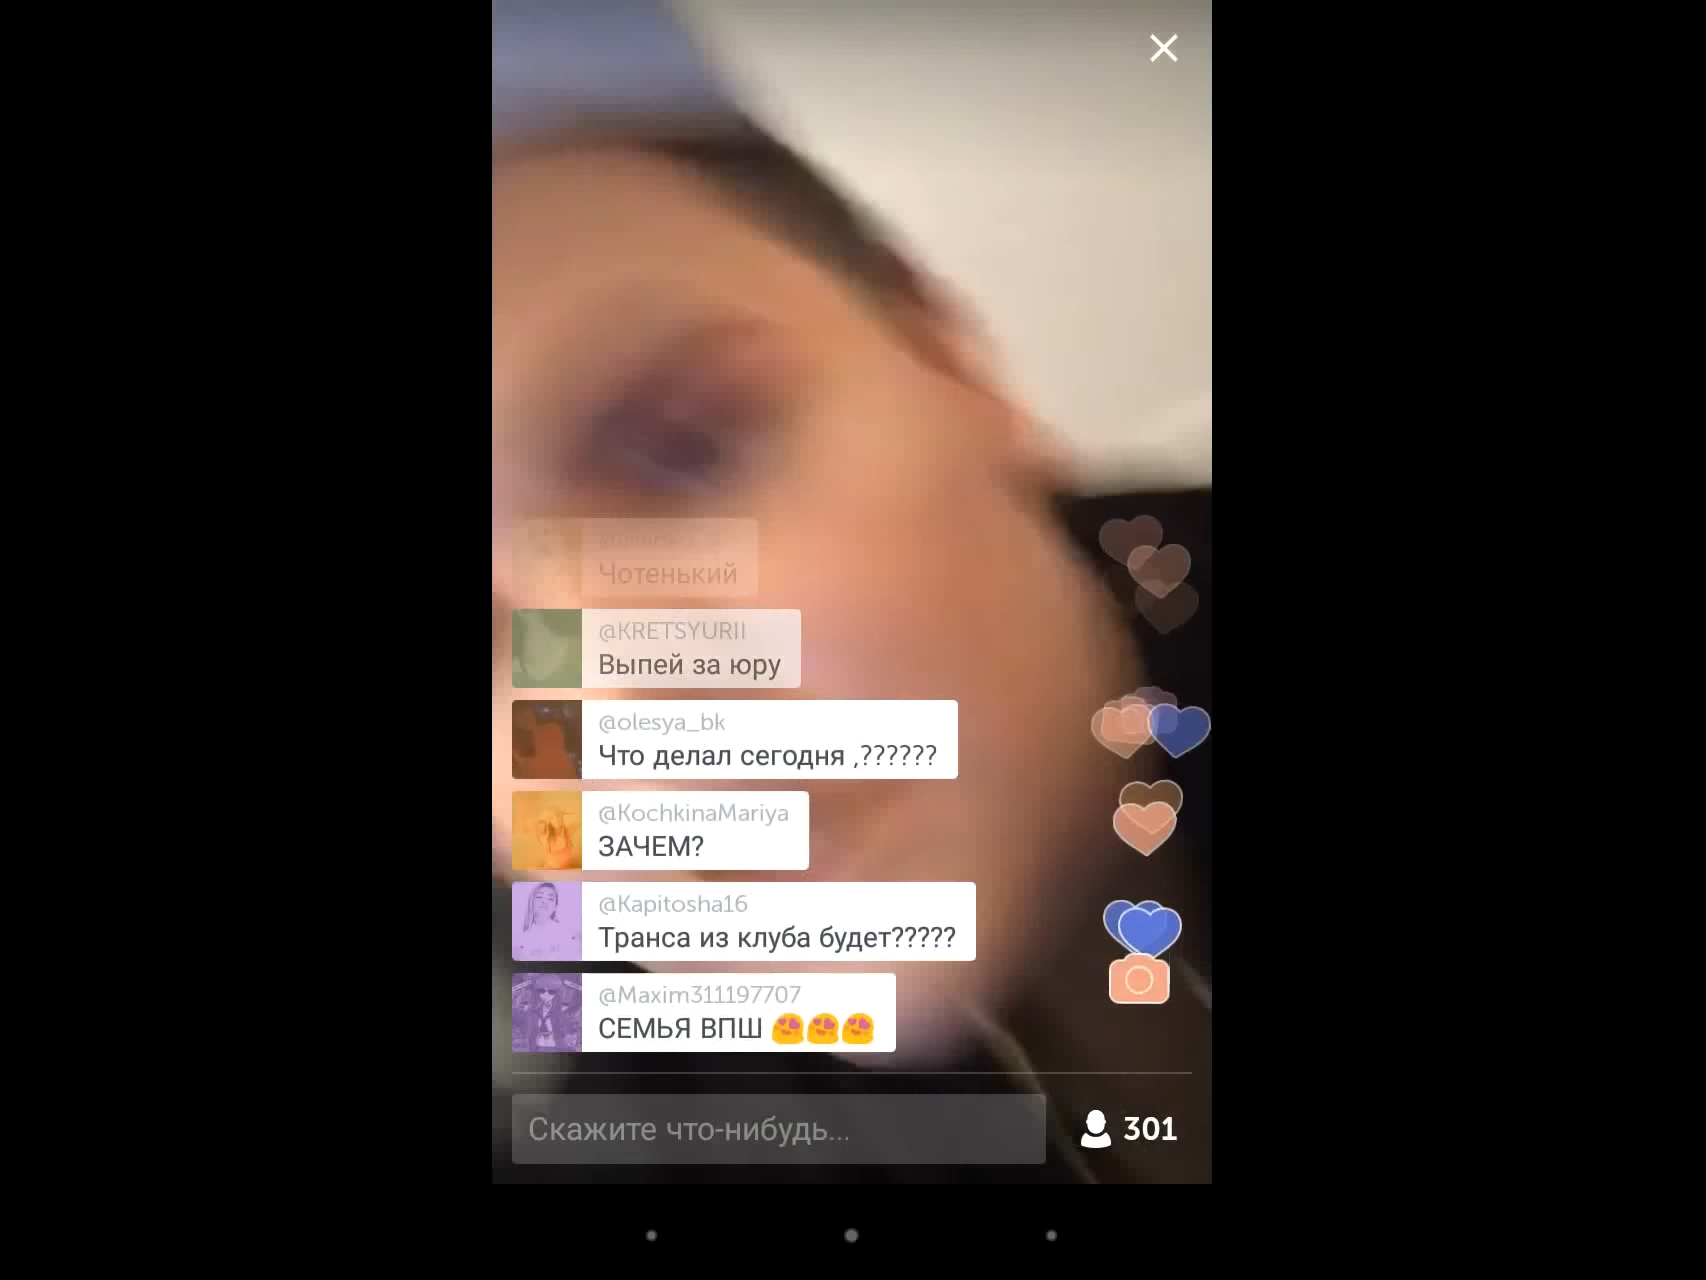 Чотенький
@KRETSYURII
Выпей за юру
@olesya_bk
Что делал сегодня ,??????
@KochkinaMariya
ЗАЧЕМ?
@Kapitosha16
Транса из клуба будет?????
@Maxim311197707
СЕМЬЯ ВПШ 😍😍😍
Скажите что-нибудь...
301